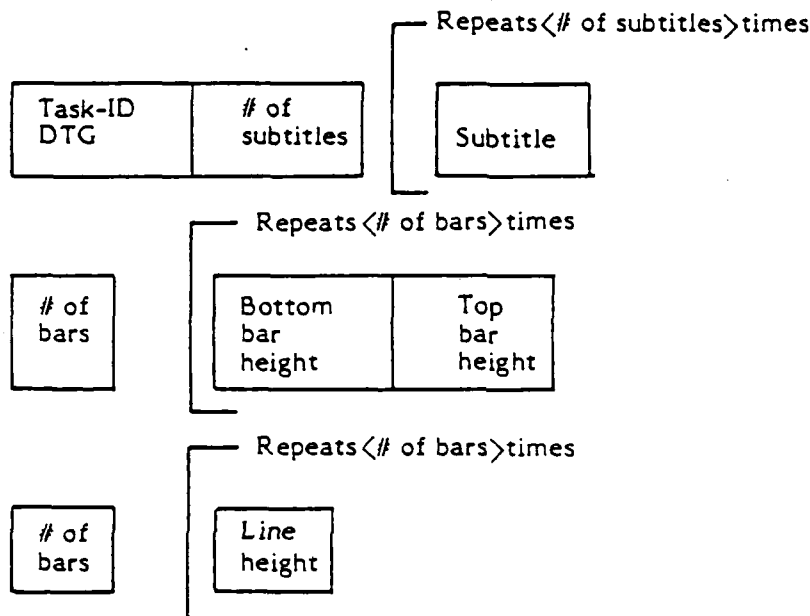 Repeats <# of subtitles> times
Task-ID
DTG
# of
subtitles
Subtitle
Repeats <# of bars> times
# of
bars
Bottom
bar
height
Top
bar
height
Repeats <# of bars> times
# of
bars
Line
height